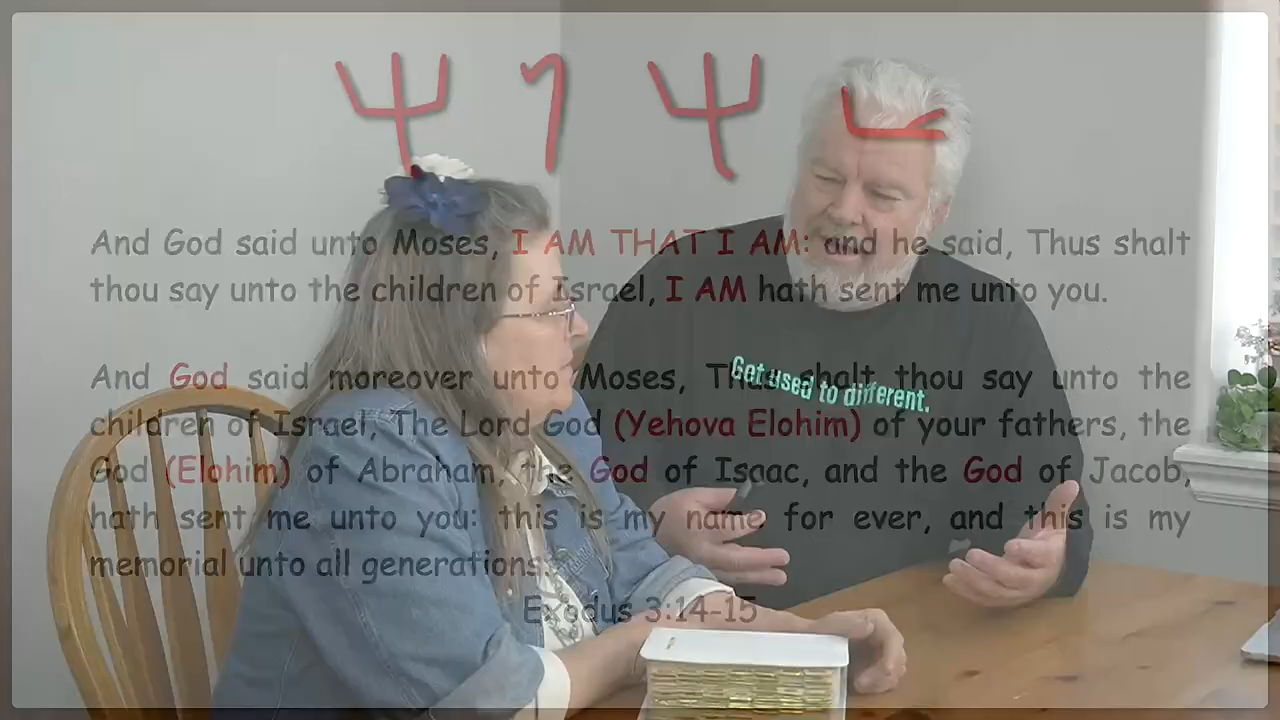 𐤉𐤄𐤅𐤄
And God said unto Moses, I AM THAT I AM: and he said, Thus shalt
thou say unto the children of Israel, I AM hath sent me unto you.
And God said moreover unto Moses, Thus shalt thou say unto the
children of Israel, The Lord God (Yehova Elohim) of your fathers, the
God (Elohim) of Abraham, the God of Isaac, and the God of Jacob,
hath sent me unto you: this is my name for ever, and this is my
memorial unto all generations.
Exodus 3:14-15
Get used to different.